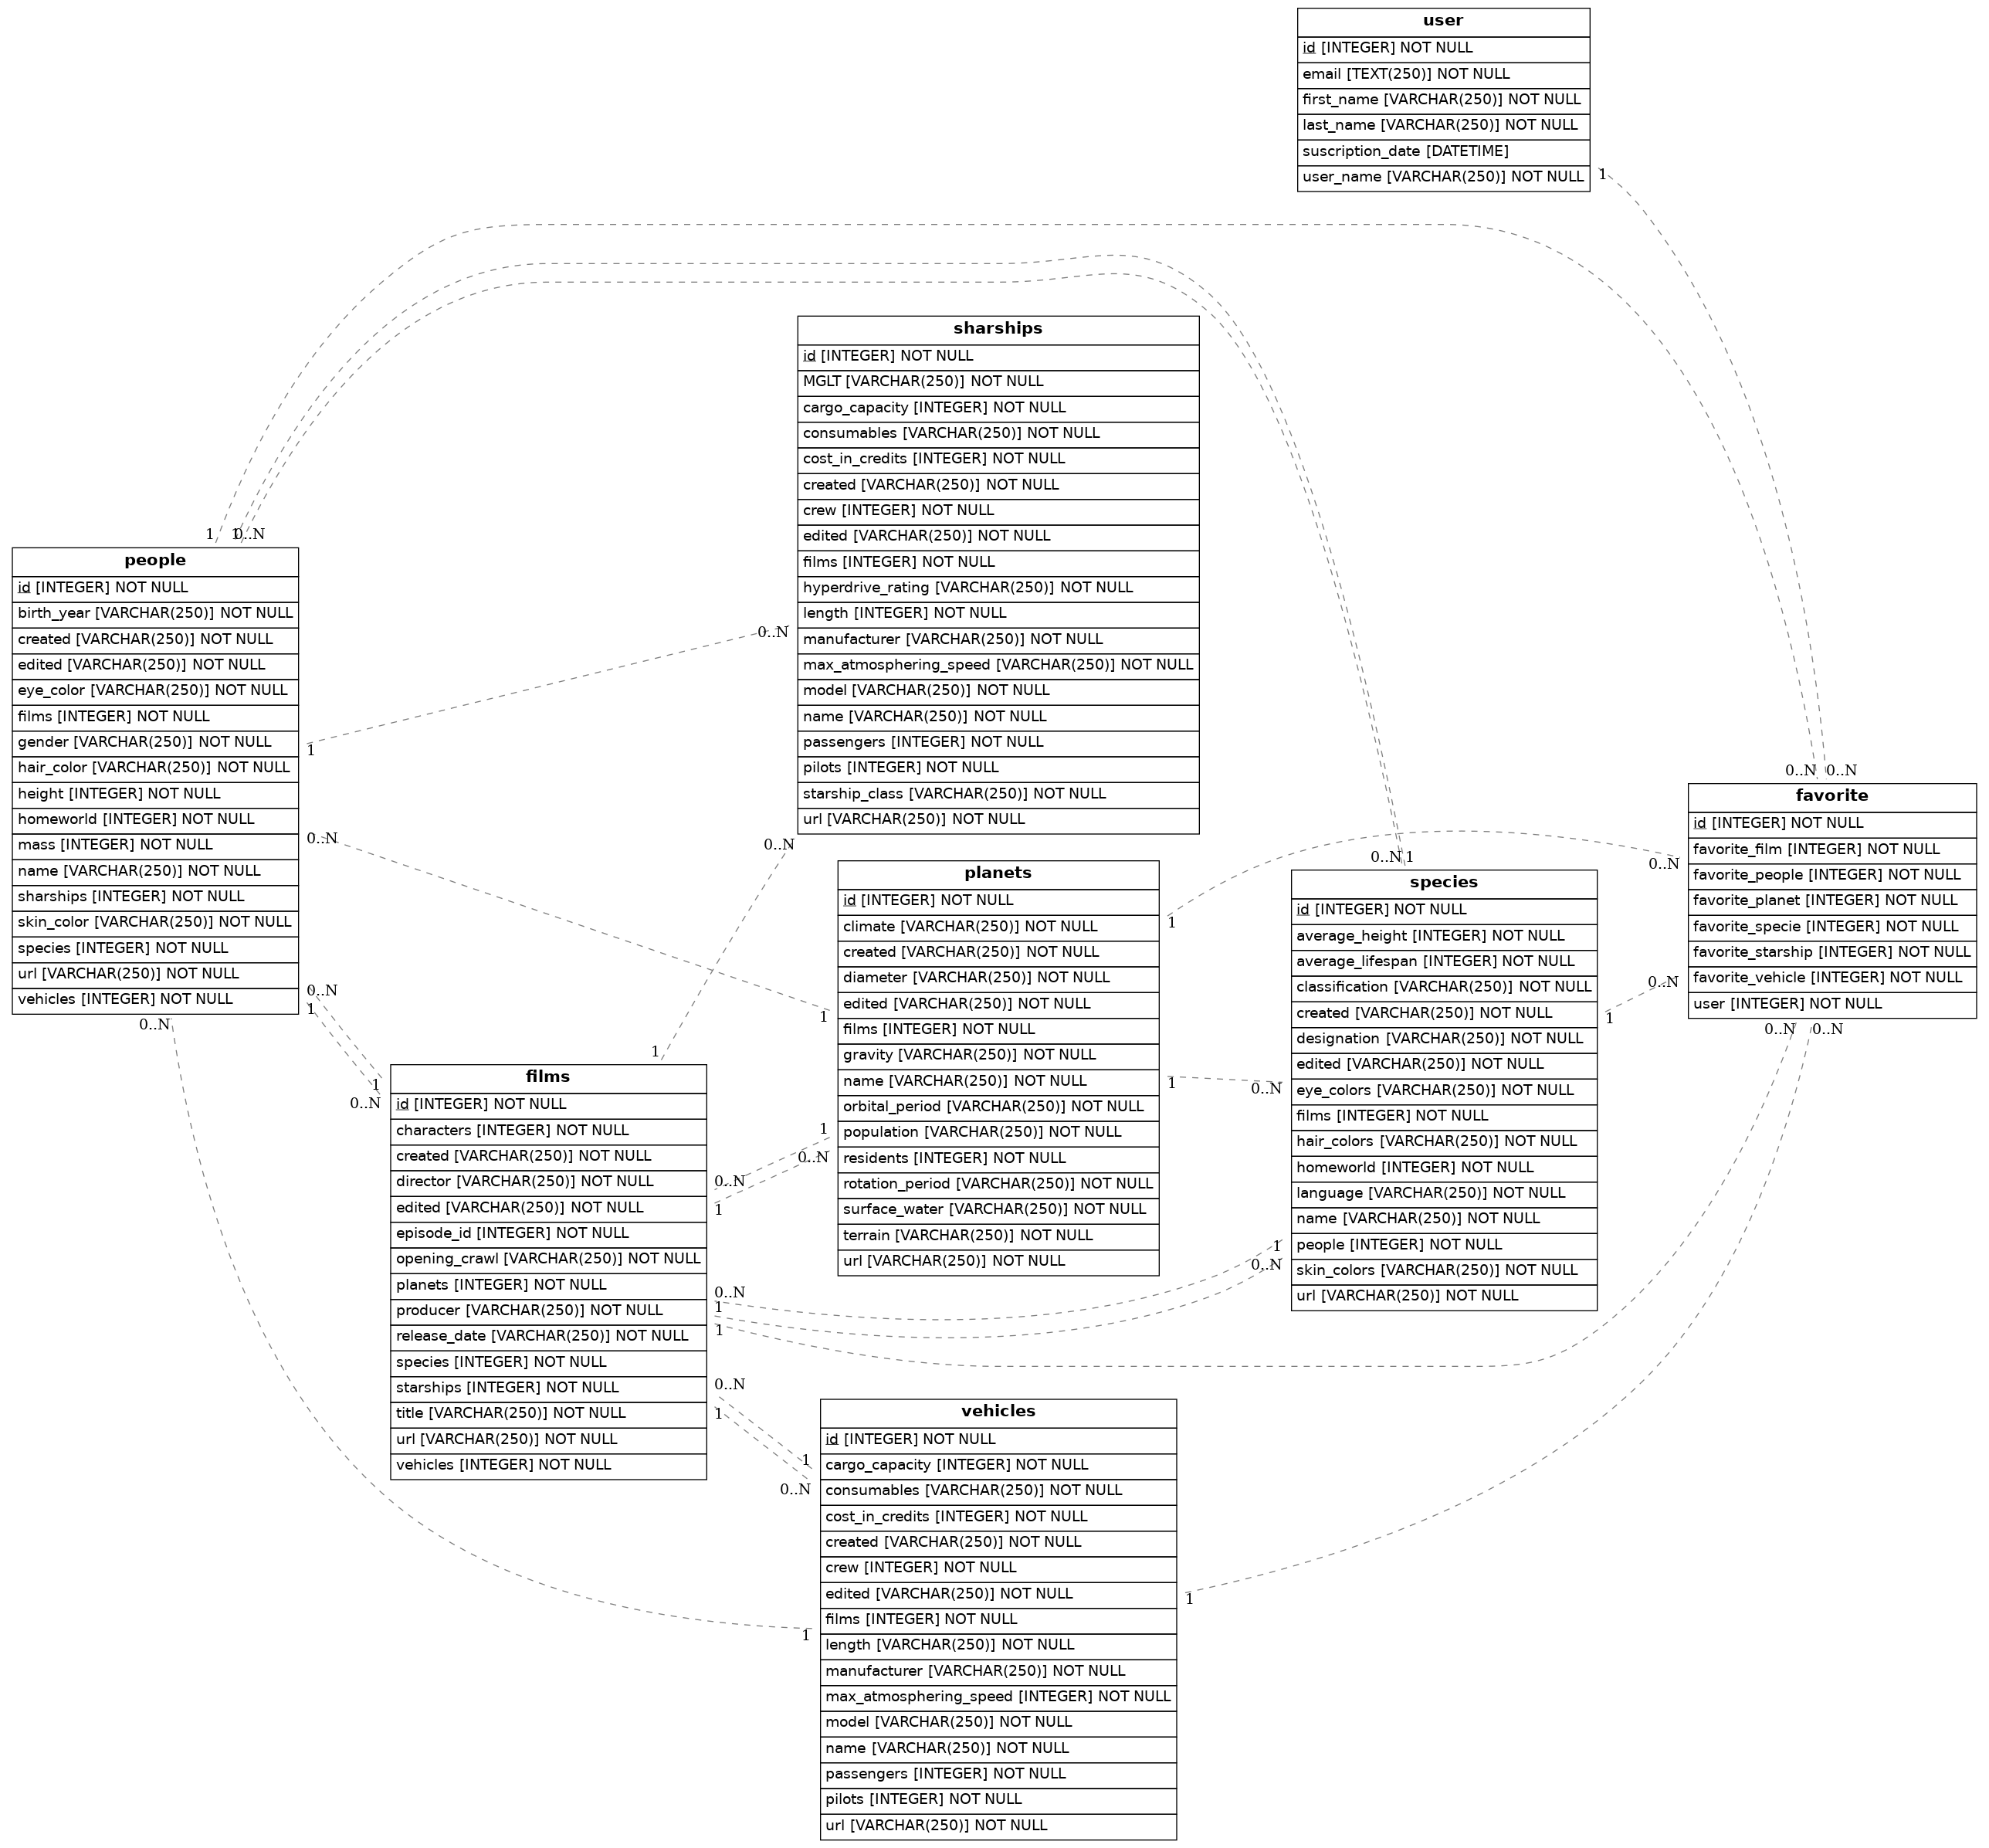 user
id [INTEGER] NOT NULL
email [TEXT(250)] NOT NULL
first_name [VARCHAR(250)] NOT NULL
last_name [VARCHAR(250)] NOT NULL
suscription_date [DATETIME]
user_name [VARCHAR(250)] NOT NULL
1
sharships
id [INTEGER] NOT NULL
MGLT [VARCHAR(250)] NOT NULL
cargo_capacity [INTEGER] NOT NULL
consumables [VARCHAR(250)] NOT NULL
cost_in_credits [INTEGER] NOT NULL
created [VARCHAR(250)] NOT NULL
crew [INTEGER] NOT NULL
edited [VARCHAR(250)] NOT NULL
films [INTEGER] NOT NULL
hyperdrive_rating [VARCHAR(250)] NOT NULL
length [INTEGER] NOT NULL
manufacturer [VARCHAR(250)] NOT NULL
max_atmosphering_speed [VARCHAR(250)] NOT NULL
model [VARCHAR(250)] NOT NULL
name [VARCHAR(250)] NOT NULL
passengers [INTEGER] NOT NULL
pilots [INTEGER] NOT NULL
starship_class [VARCHAR(250)] NOT NULL
url [VARCHAR(250)] NOT NULL
0..N
0..N
1
1
0..N
people
id [INTEGER] NOT NULL
birth_year [VARCHAR(250)] NOT NULL
created [VARCHAR(250)] NOT NULL
edited [VARCHAR(250)] NOT NULL
eye_color [VARCHAR(250)] NOT NULL
films [INTEGER] NOT NULL
gender [VARCHAR(250)] NOT NULL
hair_color [VARCHAR(250)] NOT NULL
height [INTEGER] NOT NULL
homeworld [INTEGER] NOT NULL
mass [INTEGER] NOT NULL
name [VARCHAR(250)] NOT NULL
sharships [INTEGER] NOT NULL
skin_color [VARCHAR(250)] NOT NULL
species [INTEGER] NOT NULL
url [VARCHAR(250)] NOT NULL
vehicles [INTEGER] NOT NULL
1
0..N
0..N
1
0..N
0..N
0..N
favorite
id [INTEGER] NOT NULL
favorite_film [INTEGER] NOT NULL
favorite_people [INTEGER] NOT NULL
favorite_planet [INTEGER] NOT NULL
favorite_specie [INTEGER] NOT NULL
favorite_starship [INTEGER] NOT NULL
favorite_vehicle [INTEGER] NOT NULL
user [INTEGER] NOT NULL
0..N
0..N
0..N
0..N
planets
id [INTEGER] NOT NULL
climate [VARCHAR(250)] NOT NULL
created [VARCHAR(250)] NOT NULL
diameter [VARCHAR(250)] NOT NULL
edited [VARCHAR(250)] NOT NULL
films [INTEGER] NOT NULL
gravity [VARCHAR(250)] NOT NULL
name [VARCHAR(250)] NOT NULL
orbital_period [VARCHAR(250)] NOT NULL
population [VARCHAR(250)] NOT NULL
residents [INTEGER] NOT NULL
rotation_period [VARCHAR(250)] NOT NULL
surface_water [VARCHAR(250)] NOT NULL
terrain [VARCHAR(250)] NOT NULL
url [VARCHAR(250)] NOT NULL
1
1
1
1
0..N
0..N
1
species
id [INTEGER] NOT NULL
average_height [INTEGER] NOT NULL
average_lifespan [INTEGER] NOT NULL
classification [VARCHAR(250)] NOT NULL
created [VARCHAR(250)] NOT NULL
designation [VARCHAR(250)] NOT NULL
edited [VARCHAR(250)] NOT NULL
eye_colors [VARCHAR(250)] NOT NULL
films [INTEGER] NOT NULL
hair_colors [VARCHAR(250)] NOT NULL
homeworld [INTEGER] NOT NULL
language [VARCHAR(250)] NOT NULL
name [VARCHAR(250)] NOT NULL
people [INTEGER] NOT NULL
skin_colors [VARCHAR(250)] NOT NULL
url [VARCHAR(250)] NOT NULL
1
0..N
1
0..N
1
1
0..N
films
id [INTEGER] NOT NULL
characters [INTEGER] NOT NULL
created [VARCHAR(250)] NOT NULL
director [VARCHAR(250)] NOT NULL
edited [VARCHAR(250)] NOT NULL
episode_id [INTEGER] NOT NULL
opening_crawl [VARCHAR(250)] NOT NULL
planets [INTEGER] NOT NULL
producer [VARCHAR(250)] NOT NULL
release_date [VARCHAR(250)] NOT NULL
species [INTEGER] NOT NULL
starships [INTEGER] NOT NULL
title [VARCHAR(250)] NOT NULL
url [VARCHAR(250)] NOT NULL
vehicles [INTEGER] NOT NULL
0..N
1
0..N
1
1
0..N
1
vehicles
id [INTEGER] NOT NULL
cargo_capacity [INTEGER] NOT NULL
consumables [VARCHAR(250)] NOT NULL
cost_in_credits [INTEGER] NOT NULL
created [VARCHAR(250)] NOT NULL
crew [INTEGER] NOT NULL
edited [VARCHAR(250)] NOT NULL
films [INTEGER] NOT NULL
length [VARCHAR(250)] NOT NULL
manufacturer [VARCHAR(250)] NOT NULL
max_atmosphering_speed [INTEGER] NOT NULL
model [VARCHAR(250)] NOT NULL
name [VARCHAR(250)] NOT NULL
passengers [INTEGER] NOT NULL
pilots [INTEGER] NOT NULL
url [VARCHAR(250)] NOT NULL
1
0..N
1
1